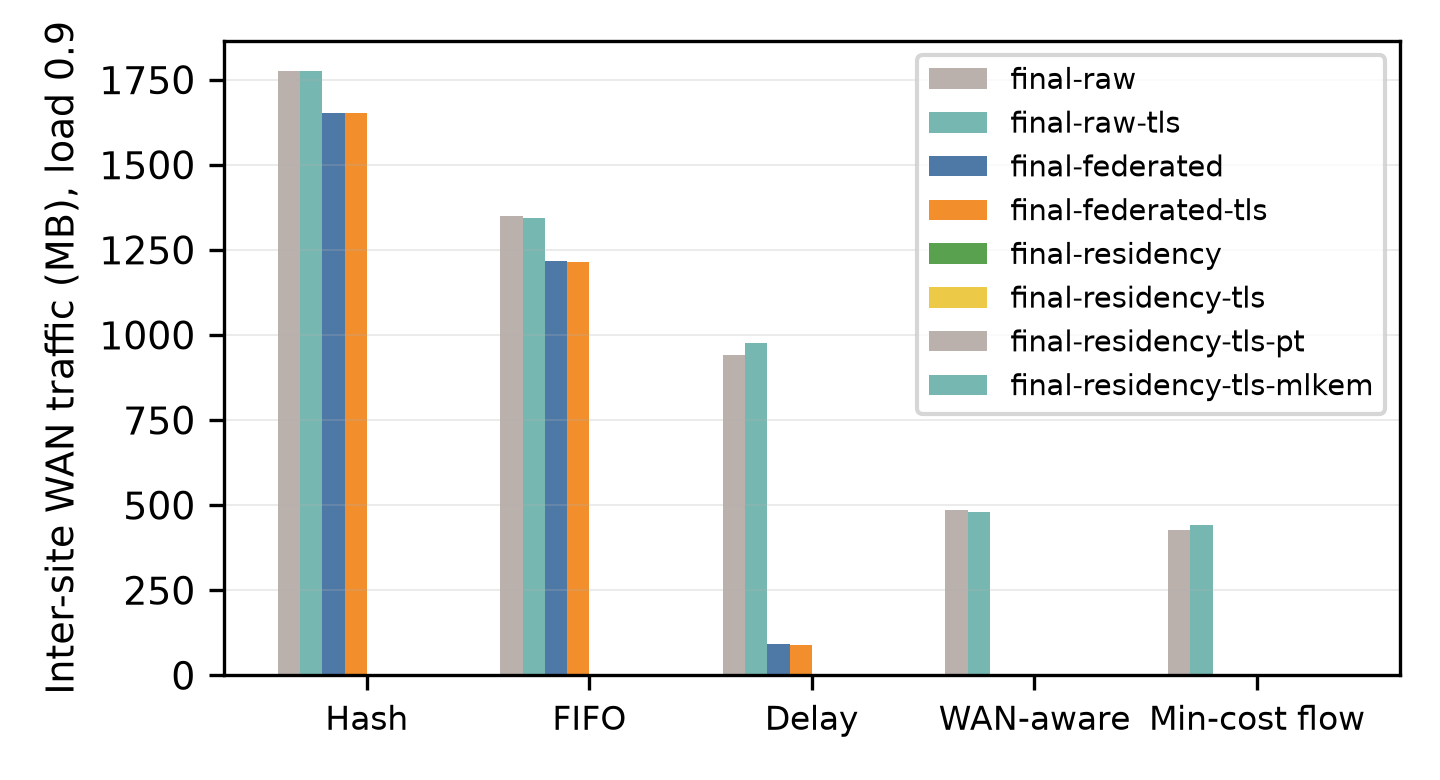 Inter-site WAN traffic (MB), load 0.9
1750
1500
1250
1000
750
500
250
0
final-raw
final-raw-tls
final-federated
final-federated-tls
final-residency
final-residency-tls
final-residency-tls-pt
final-residency-tls-mlkem
Hash
FIFO
Delay
WAN-aware
Min-cost flow